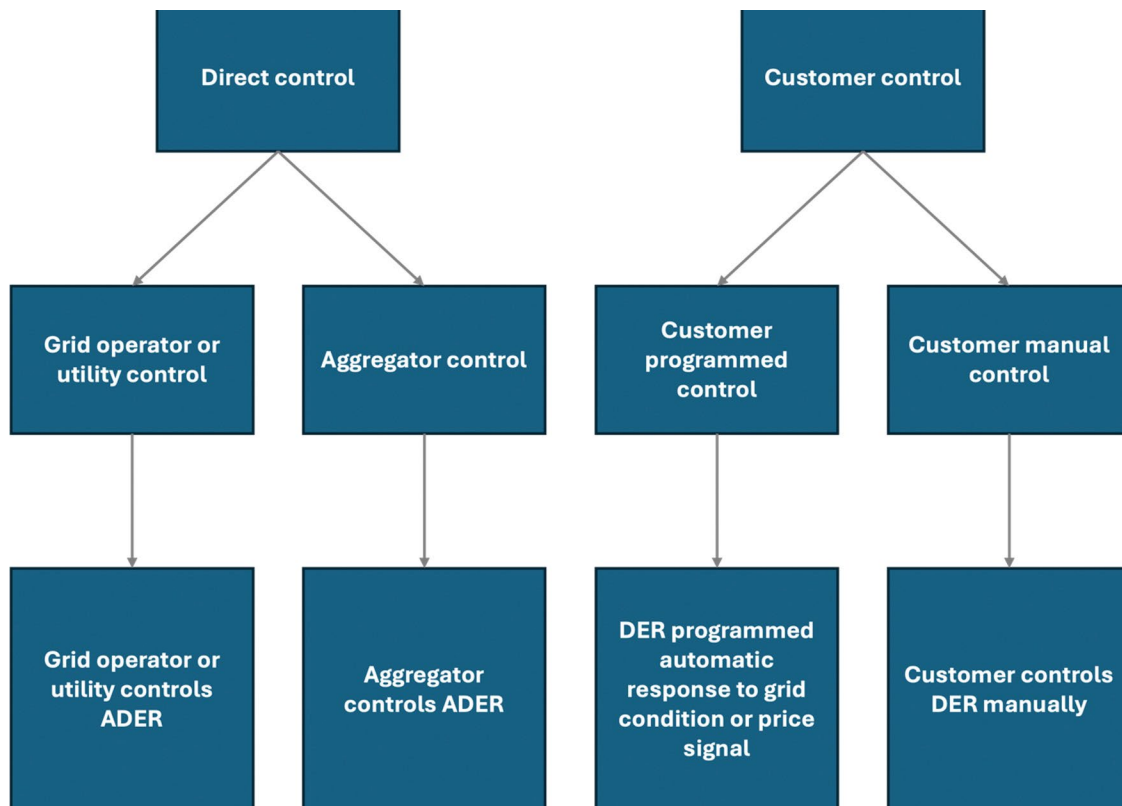 Direct control
Customer control
Grid operator or
utility control
Aggregator control
Customer
programmed
control
Customer manual
control
Grid operator or
utility controls
ADER
Aggregator
controls ADER
DER programmed
automatic
response to grid
condition or price
signal
Customer controls
DER manually